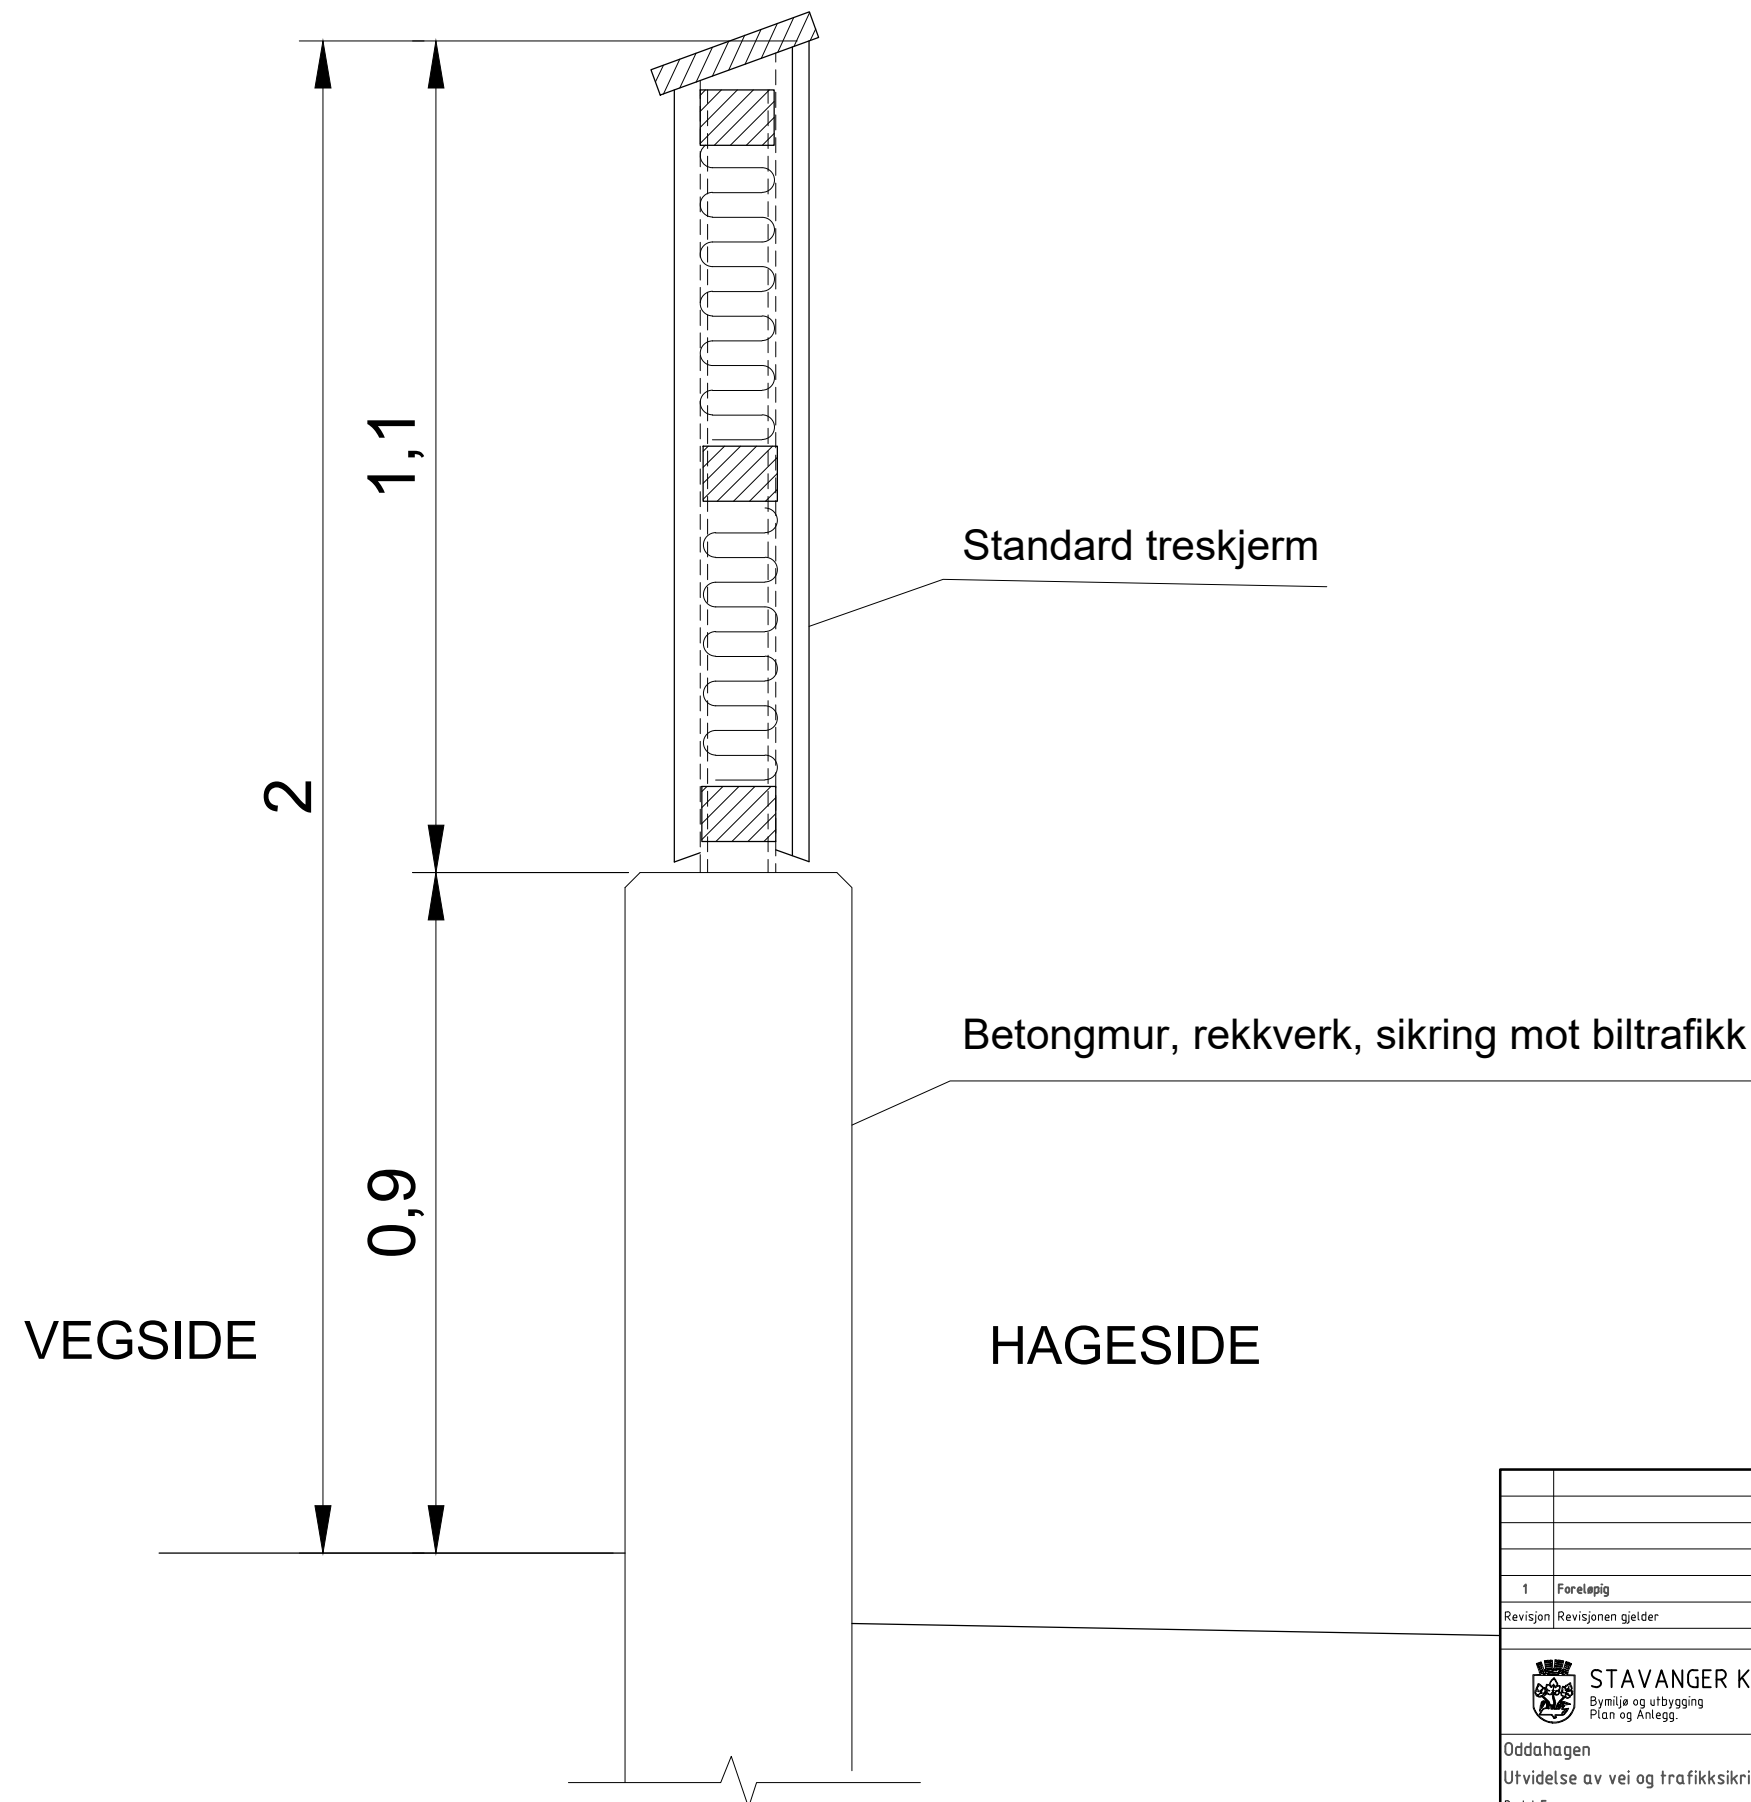 1,1
Standard treskjerm
2
Betongmur, rekkverk, sikring mot biltrafikk
0,9
VEGSIDE
HAGESIDE
1 Foreløpig
Revisjon Revisjonen gjelder
STAVANGER K
Bymiljø og utbygging
Plan og Anlegg.
Oddahagen
Utvidelse av vei og trafikksikri